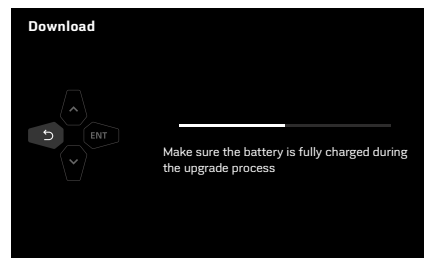 Download
ENT
Make sure the battery is fully charged during
the upgrade process